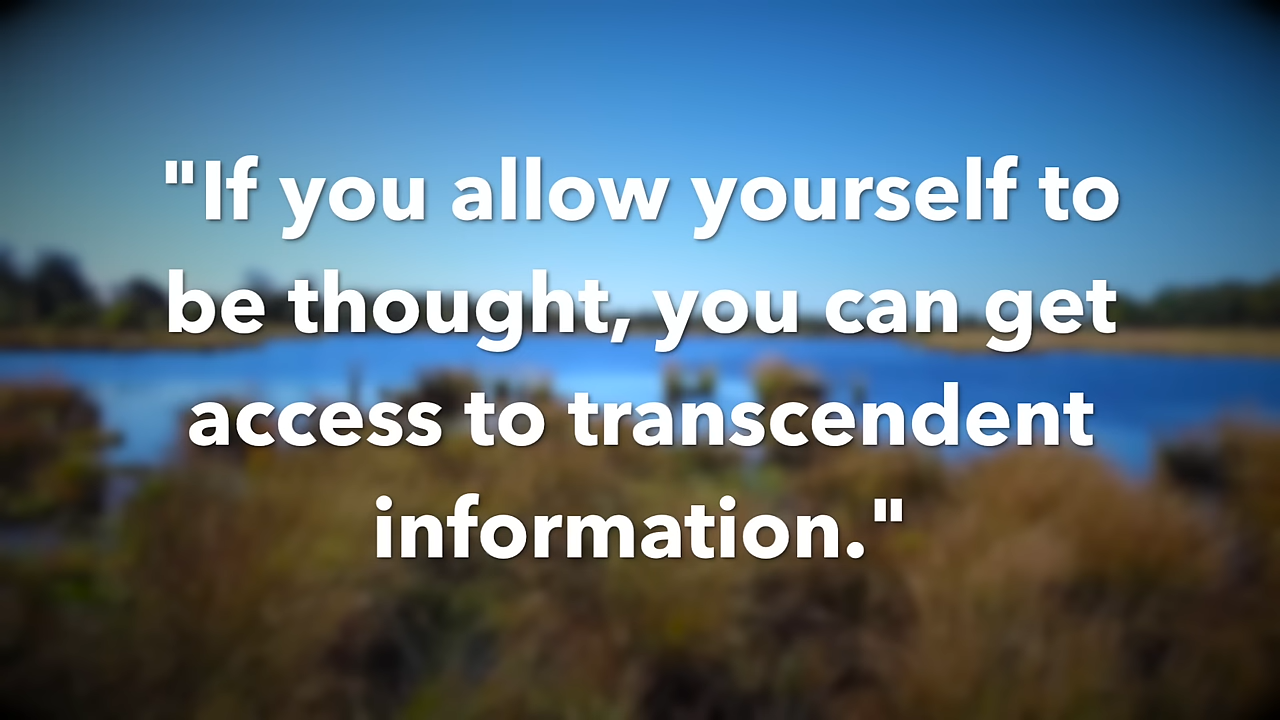 "If you allow yourself to
be thought, you can get
access to transcendent
information."